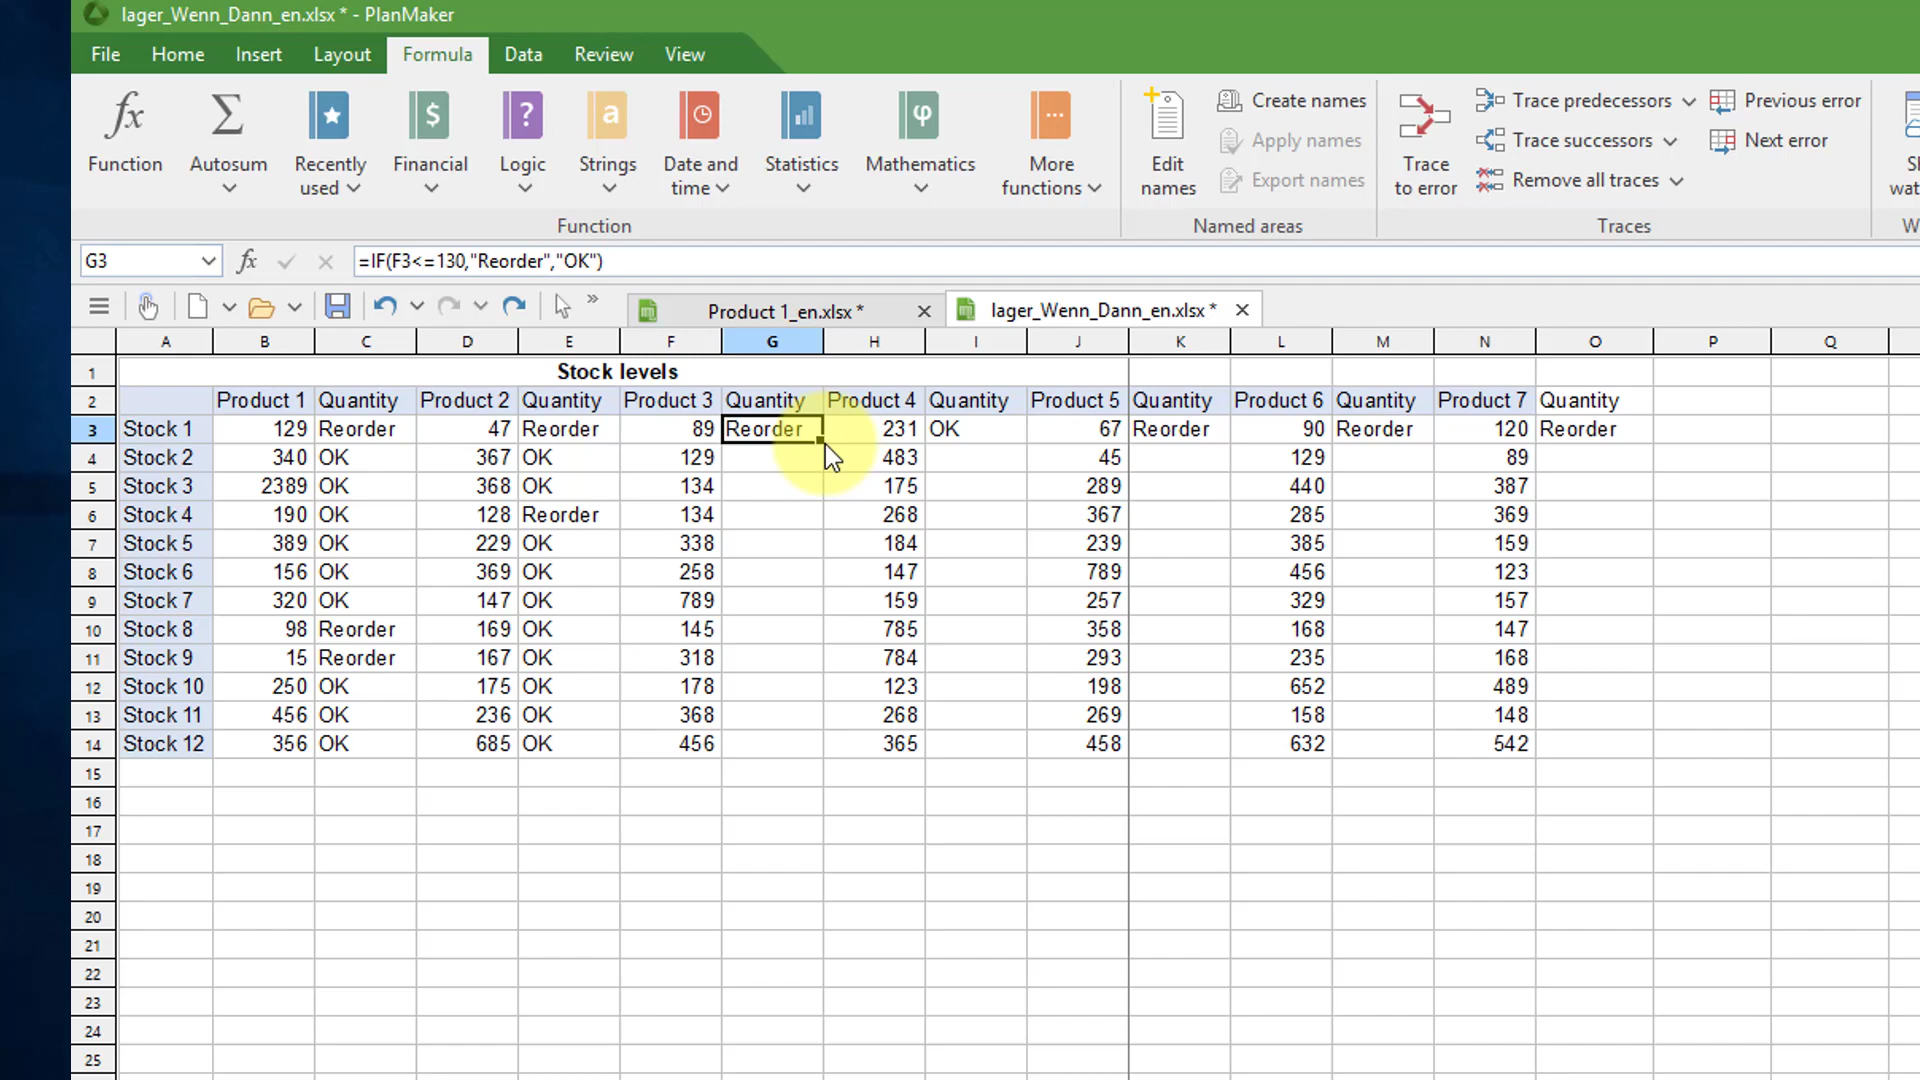 lager_Wenn_Dann_en.xlsx * - PlanMaker
File Home Insert Layout Formula Data Review View
fx Function
Autosum
Recently used
Financial
? Logic
a Strings
Date and time
Statistics
φ Mathematics
More functions
Edit names
Create names
Apply names
Export names
Trace to error
Trace predecessors
Trace successors
Remove all traces
Previous error
Next error
Function Named areas Traces
G3 fx =IF(F3<=130,"Reorder","OK")
Product 1_en.xlsx * lager_Wenn_Dann_en.xlsx *
A B C D E F G H I J K L M N O P Q
1 Stock levels
2 Product 1 Quantity Product 2 Quantity Product 3 Quantity Product 4 Quantity Product 5 Quantity Product 6 Quantity Product 7 Quantity
3 Stock 1 129 Reorder 47 Reorder 89 Reorder 231 OK 67 Reorder 90 Reorder 120 Reorder
4 Stock 2 340 OK 367 OK 129 483 45 129 89
5 Stock 3 2389 OK 368 OK 134 175 289 440 387
6 Stock 4 190 OK 128 Reorder 134 268 367 285 369
7 Stock 5 389 OK 229 OK 338 184 239 385 159
8 Stock 6 156 OK 369 OK 258 147 789 456 123
9 Stock 7 320 OK 147 OK 789 159 257 329 157
10 Stock 8 98 Reorder 169 OK 145 785 358 168 147
11 Stock 9 15 Reorder 167 OK 318 784 293 235 168
12 Stock 10 250 OK 175 OK 178 123 198 652 489
13 Stock 11 456 OK 236 OK 368 268 269 158 148
14 Stock 12 356 OK 685 OK 456 365 458 632 542
15
16
17
18
19
20
21
22
23
24
25